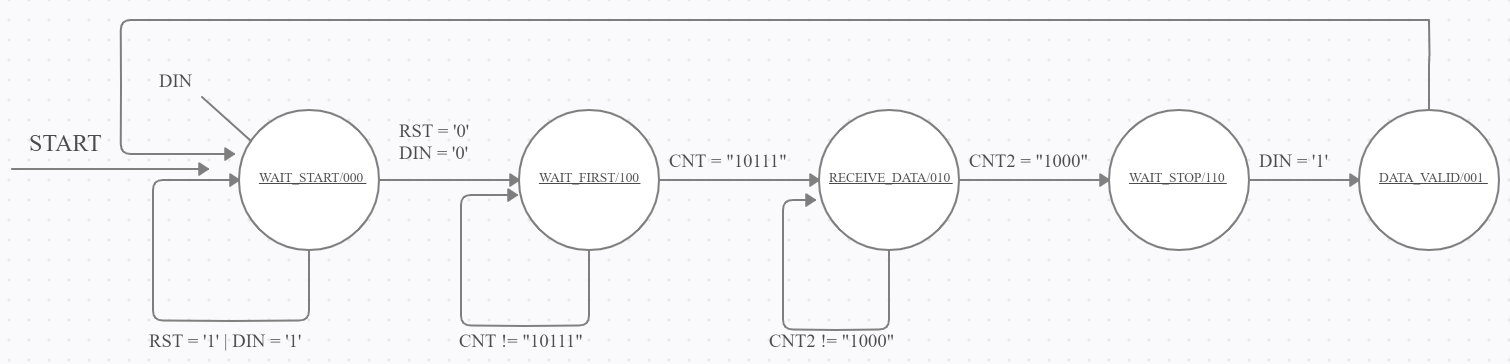 DIN
START
RST = '0'
DIN = '0'
CNT = "10111"
CNT2 = "1000"
DIN = '1'
WAIT_START/000
WAIT_FIRST/100
RECEIVE_DATA/010
WAIT_STOP/110
DATA_VALID/001
RST = '1' | DIN = '1'
CNT != "10111"
CNT2 != "1000"